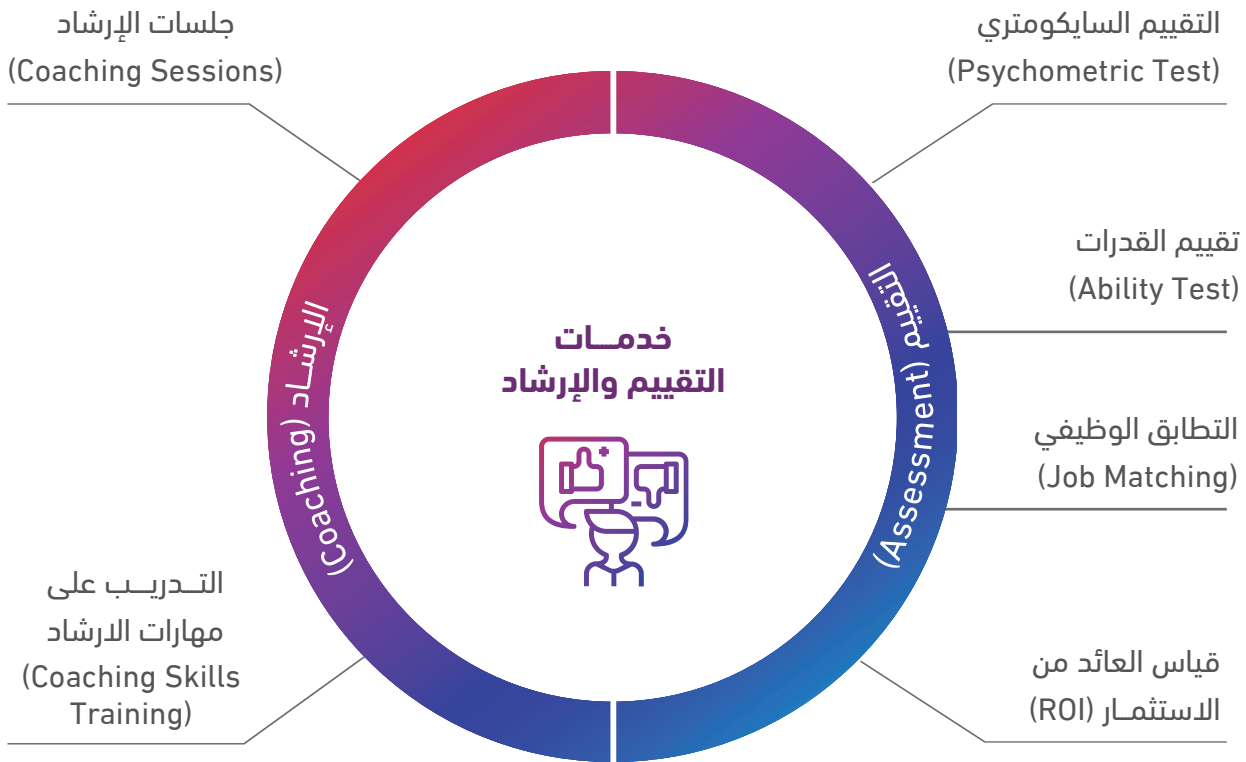 خدمــات
التقييم والإرشاد
التقييم (Assessment)
التقييم السايكومتري
(Psychometric Test)
تقييم القدرات
(Ability Test)
التطابق الوظيفي
(Job Matching)
قياس العائد من
الاستثمــار (ROI)
الإرشــاد (Coaching)
جلسات الإرشاد
(Coaching Sessions)
التــدريــب على
مهارات الارشاد
(Coaching Skills
Training)